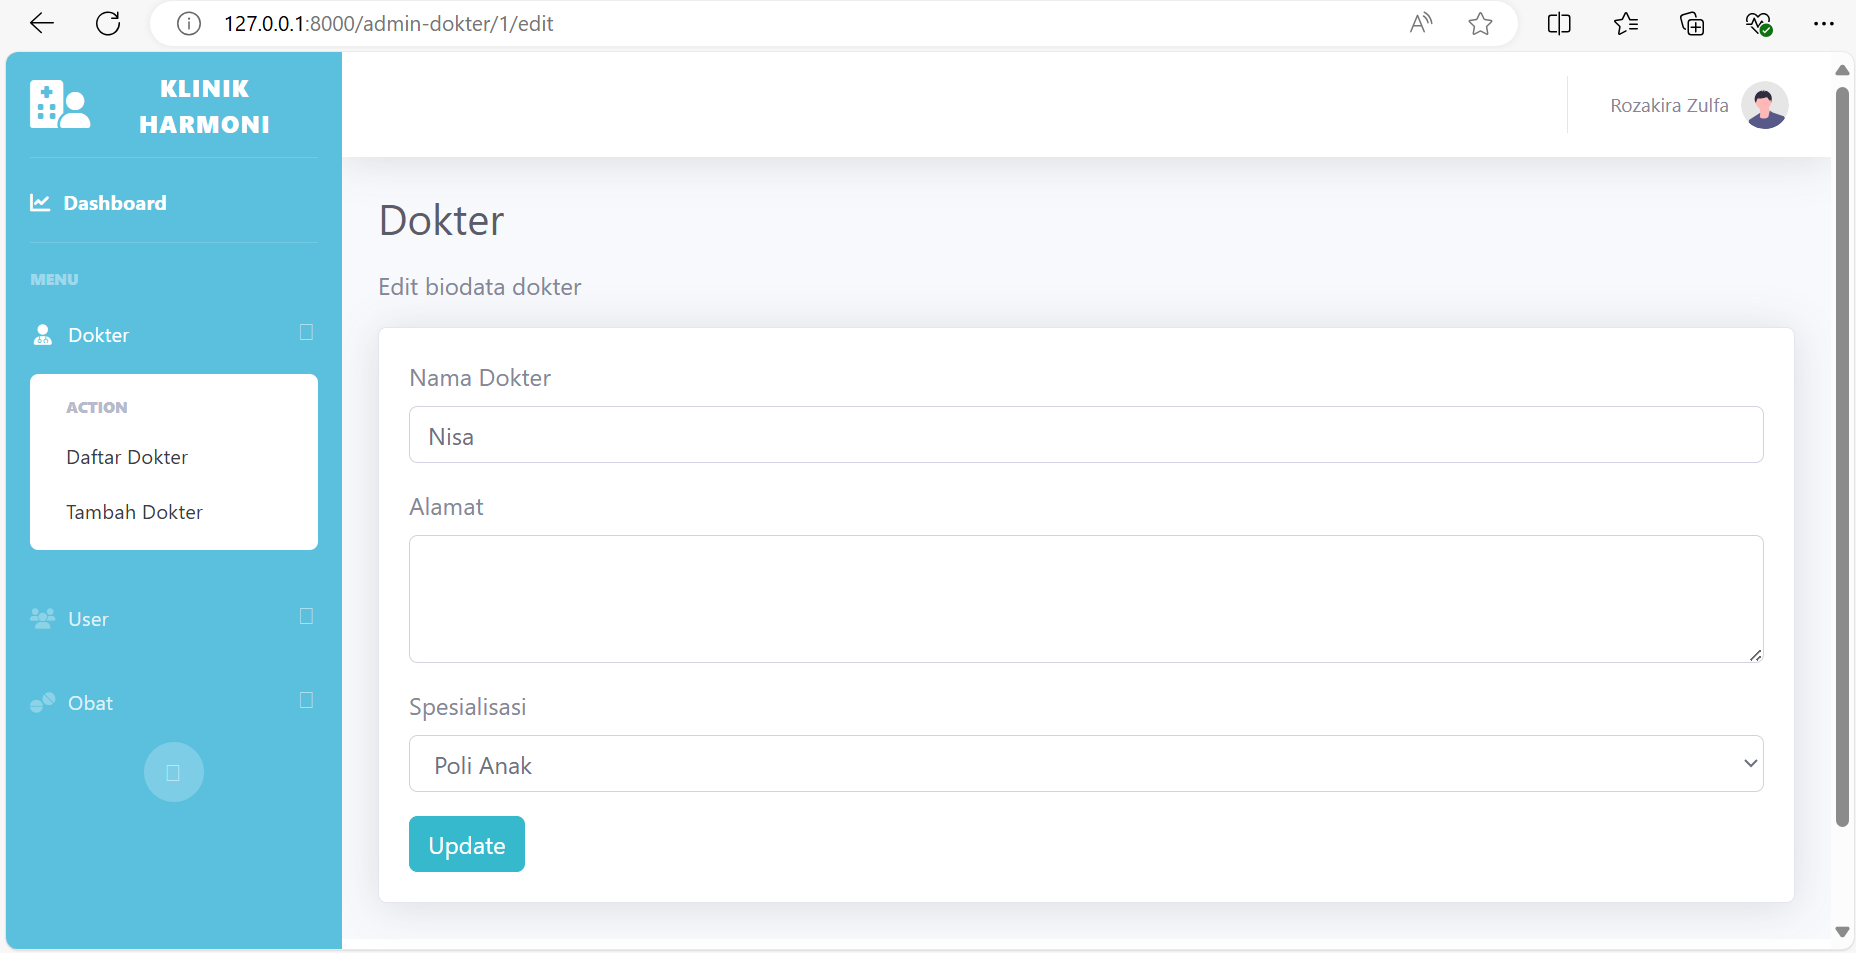 127.0.0.1:8000/admin-dokter/1/edit
KLINIK
HARMONI
Rozakira Zulfa
Dashboard
MENU
Dokter
ACTION
Daftar Dokter
Tambah Dokter
User
Obat
Dokter
Edit biodata dokter
Nama Dokter
Nisa
Alamat
Spesialisasi
Poli Anak
Update